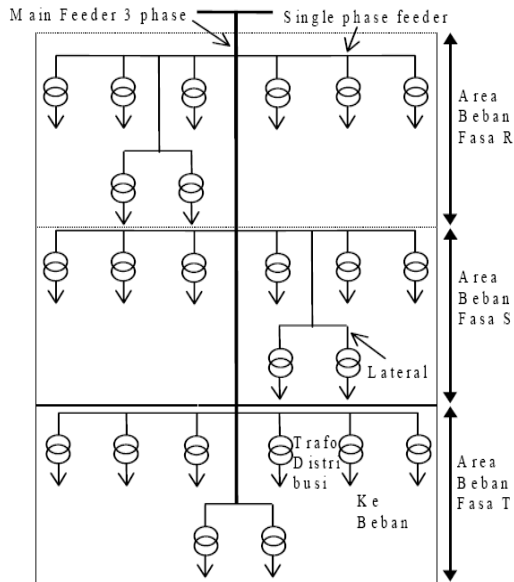 Main Feeder 3 phase
Single phase feeder
Area
Beban
Fasa R
Area
Beban
Fasa S
Lateral
Trafo
Distri
busi
Ke
Beban
Area
Beban
Fasa T